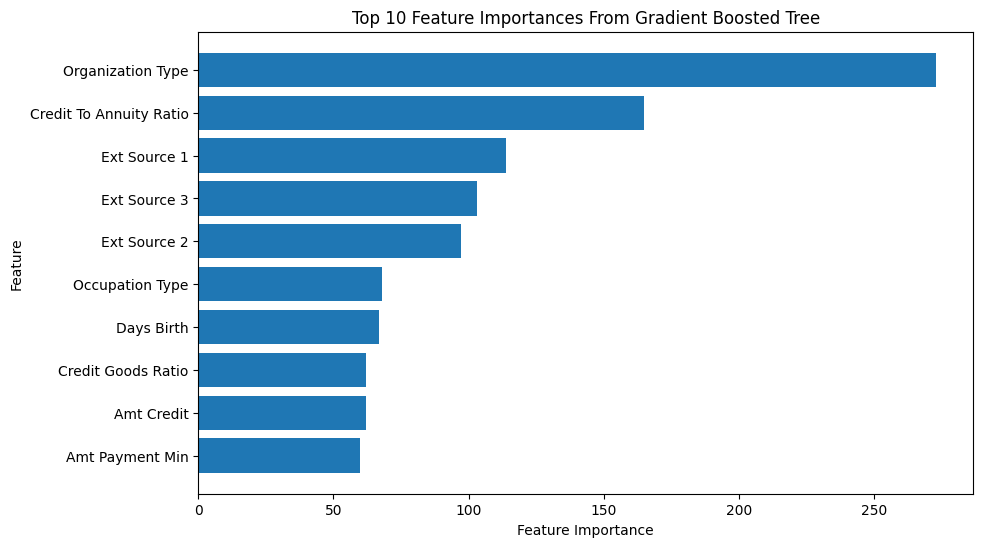 Top 10 Feature Importances From Gradient Boosted Tree
Feature
Organization Type
Credit To Annuity Ratio
Ext Source 1
Ext Source 3
Ext Source 2
Occupation Type
Days Birth
Credit Goods Ratio
Amt Credit
Amt Payment Min
0 50 100 150 200 250
Feature Importance